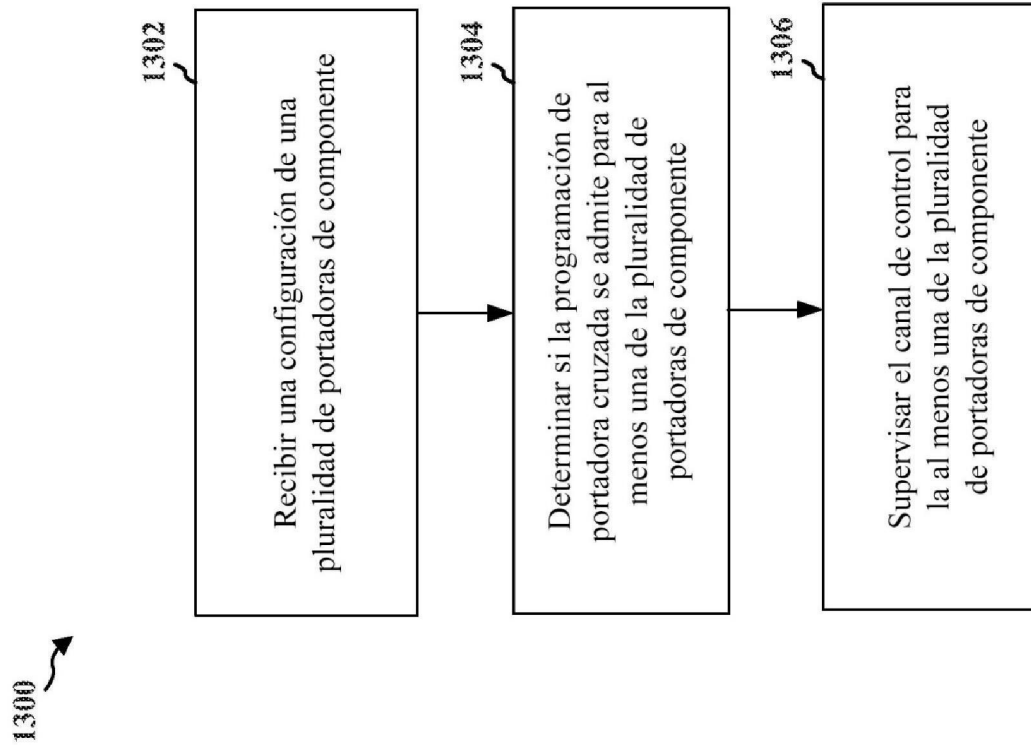 1300
1302
Recibir una configuración de una
pluralidad de portadoras de componente
1304
Determinar si la programación de
portadora cruzada se admite para al
menos una de la pluralidad de
portadoras de componente
1306
Supervisar el canal de control para
la al menos una de la pluralidad
de portadoras de componente